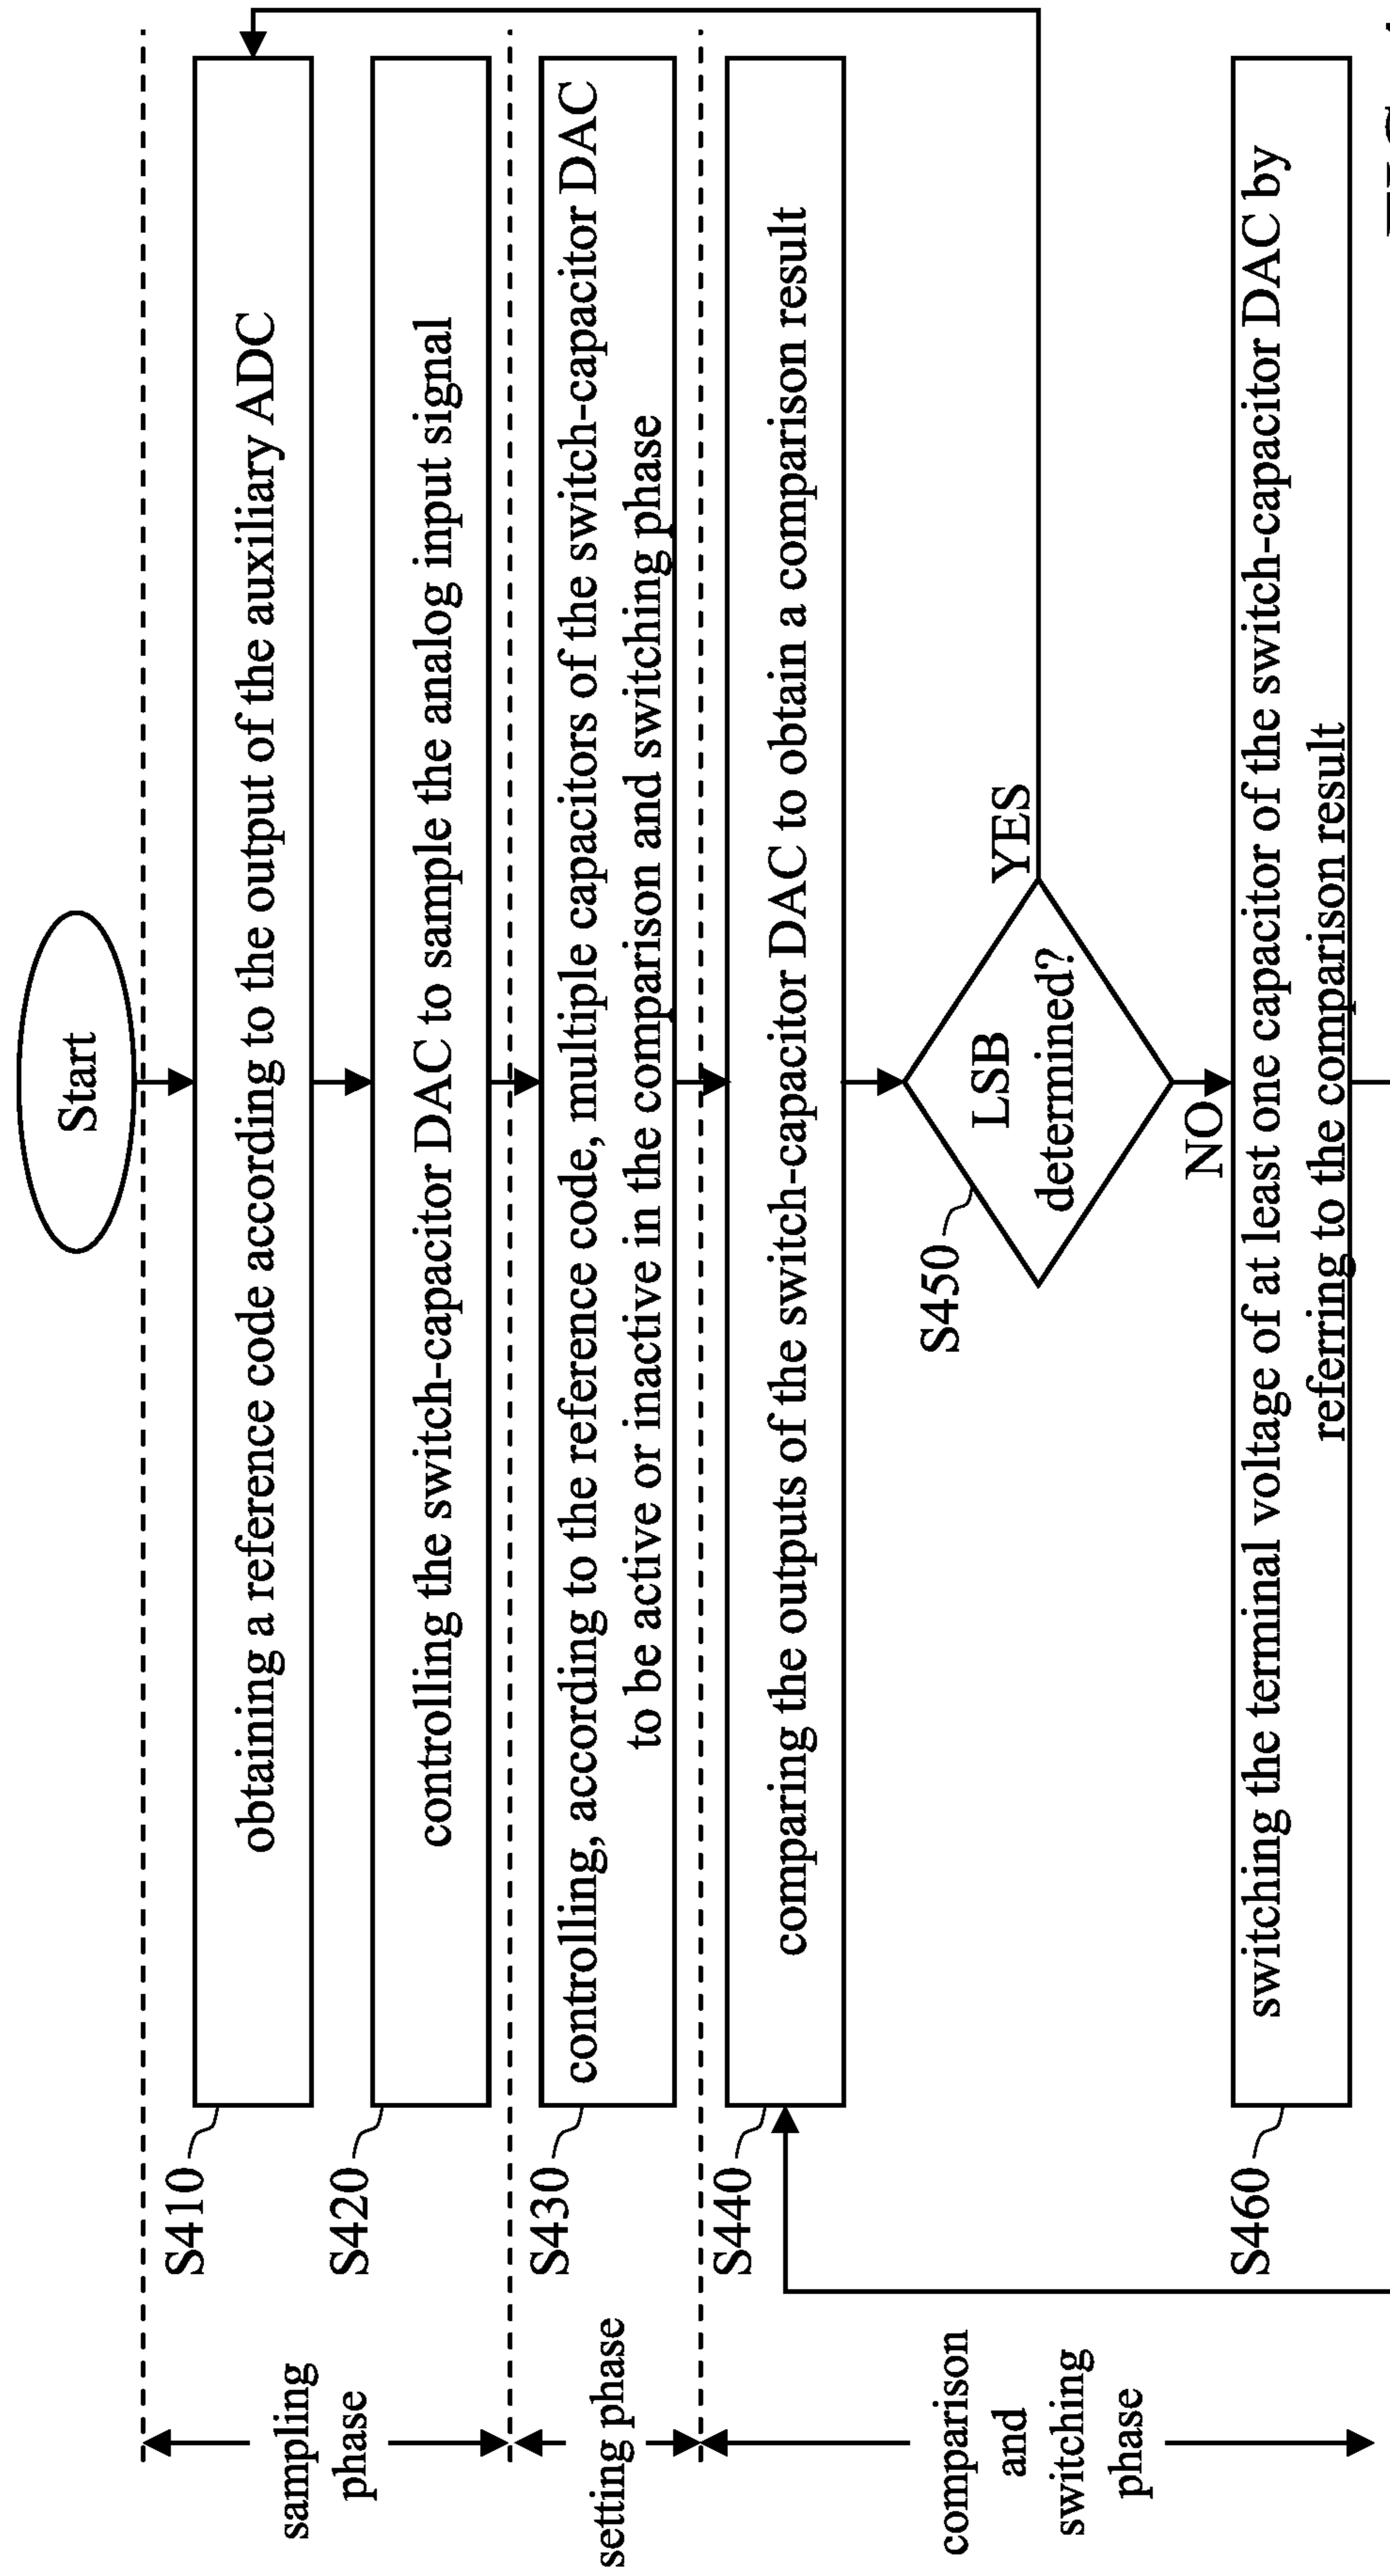 Start
sampling
phase
S410
obtaining a reference code according to the output of the auxiliary ADC
S420
controlling the switch-capacitor DAC to sample the analog input signal
setting phase
S430
controlling, according to the reference code, multiple capacitors of the switch-capacitor DAC
to be active or inactive in the comparison and switching phase
comparison
and
switching
phase
S440
comparing the outputs of the switch-capacitor DAC to obtain a comparison result
S450
LSB
determined?
YES
NO
S460
switching the terminal voltage of at least one capacitor of the switch-capacitor DAC by
referring to the comparison result